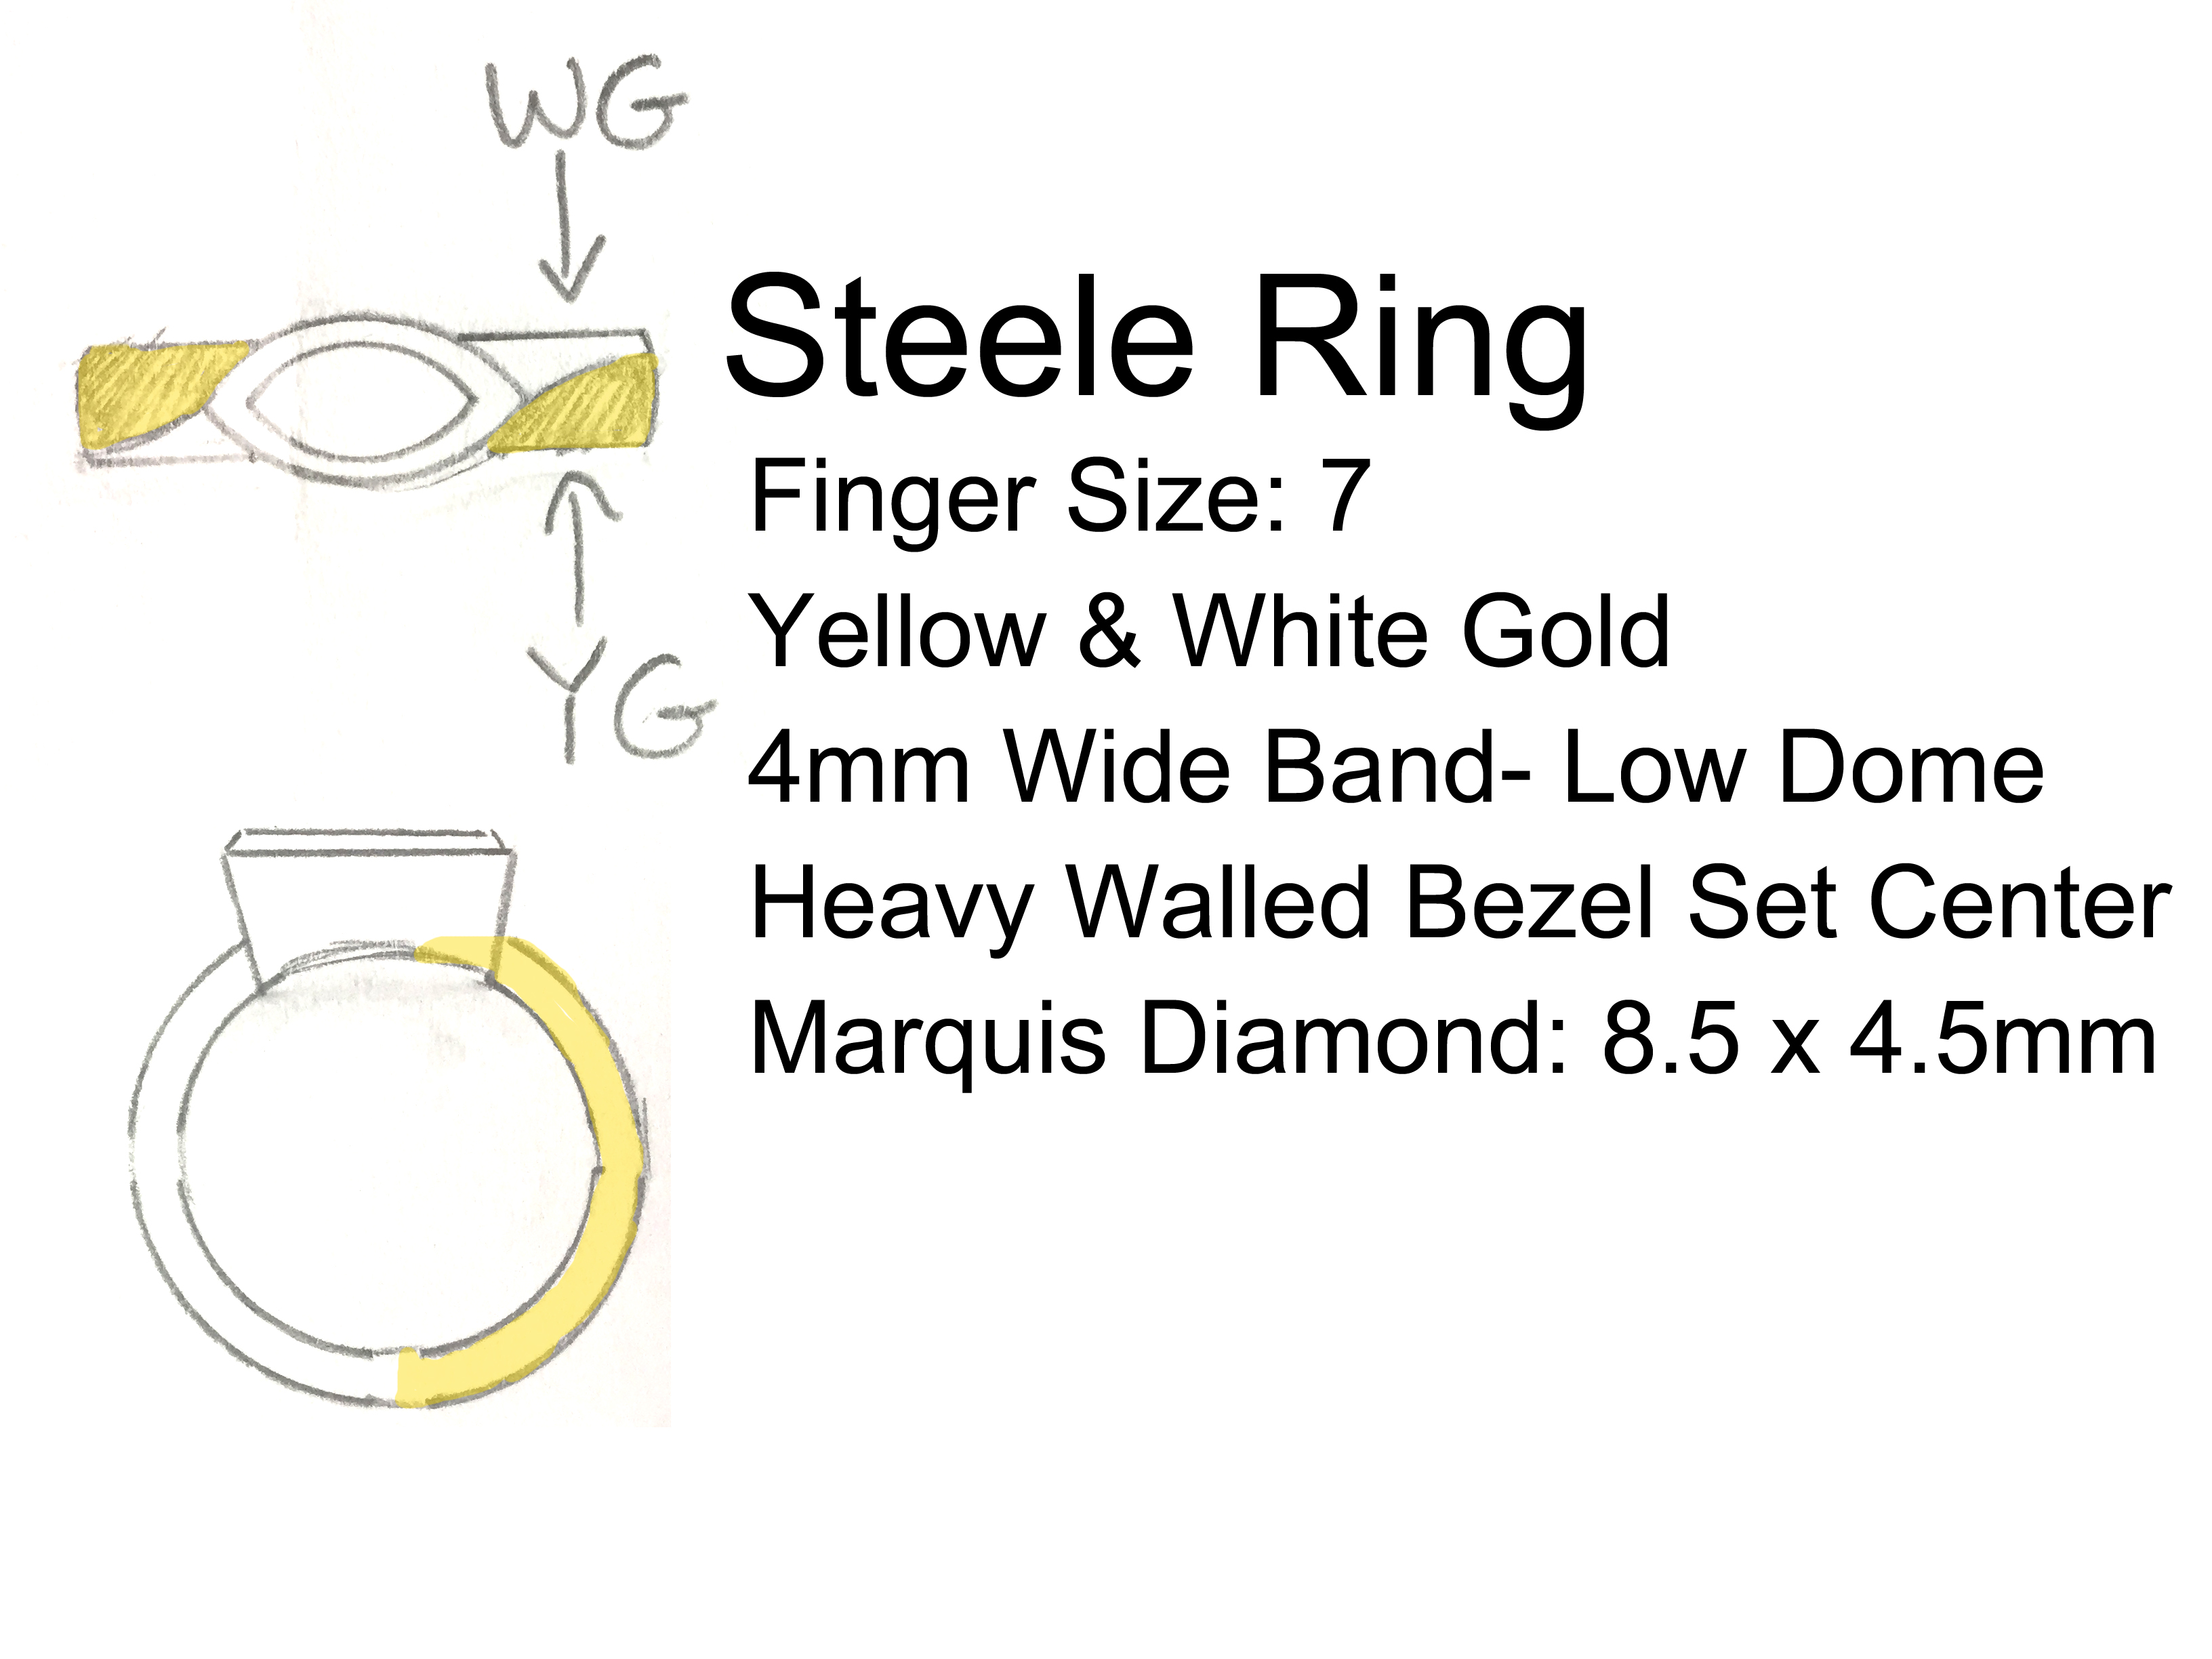 WG
YG
Steele Ring
Finger Size: 7
Yellow & White Gold
4mm Wide Band- Low Dome
Heavy Walled Bezel Set Center
Marquis Diamond: 8.5 x 4.5mm